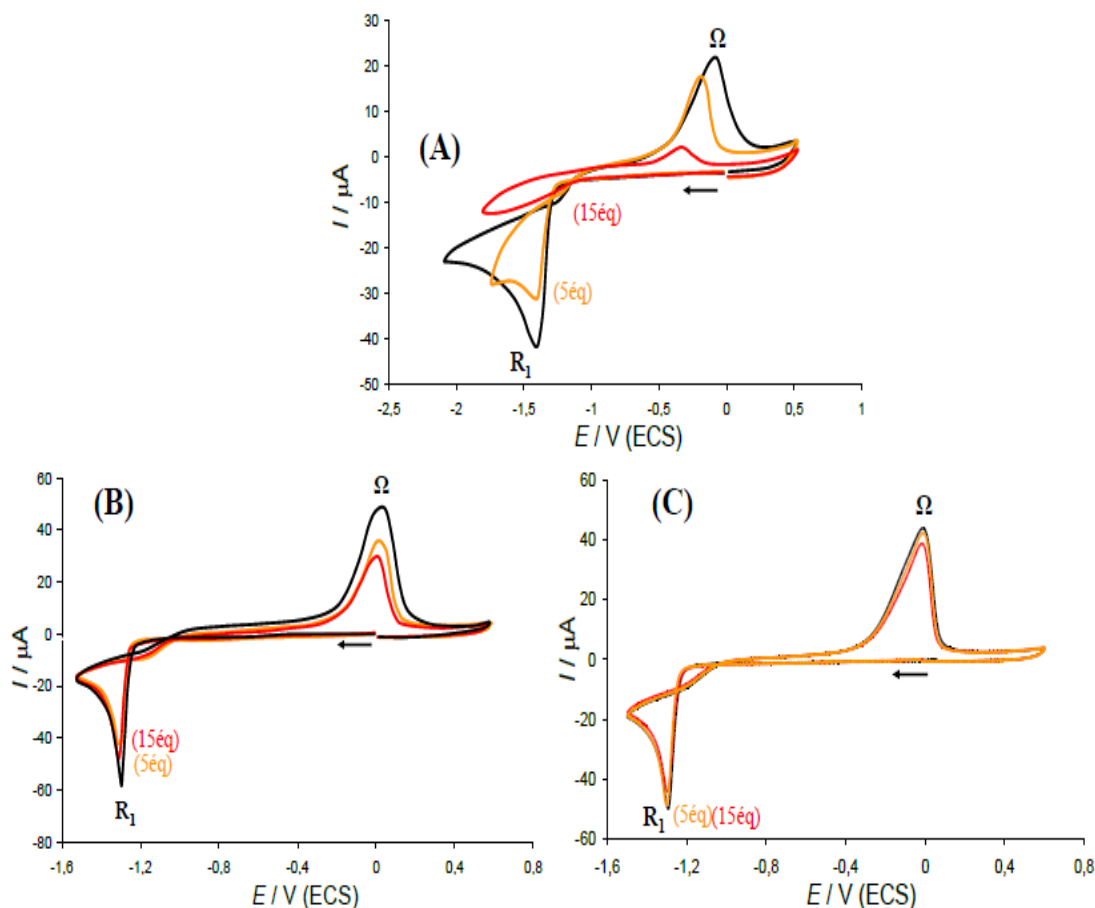 30
Ω
20
10
(A)
0
-10
(15éq)
-20
-30
(5éq)
-40
R1
-50
-2,5 -2 -1,5 -1 -0,5 0 0,5 1
I / µA
E / V (ECS)
60
(B)
Ω
40
20
0
-20
-40
(15éq)
(5éq)
-60
R1
-80
-1,6 -1,2 -0,8 -0,4 0 0,4 0,8
I / µA
E / V (ECS)
60
(C)
Ω
40
20
0
-20
-40
R1 (5éq)(15éq)
-60
-1,6 -1,2 -0,8 -0,4 0 0,4 0,8
I / µA
E / V (ECS)